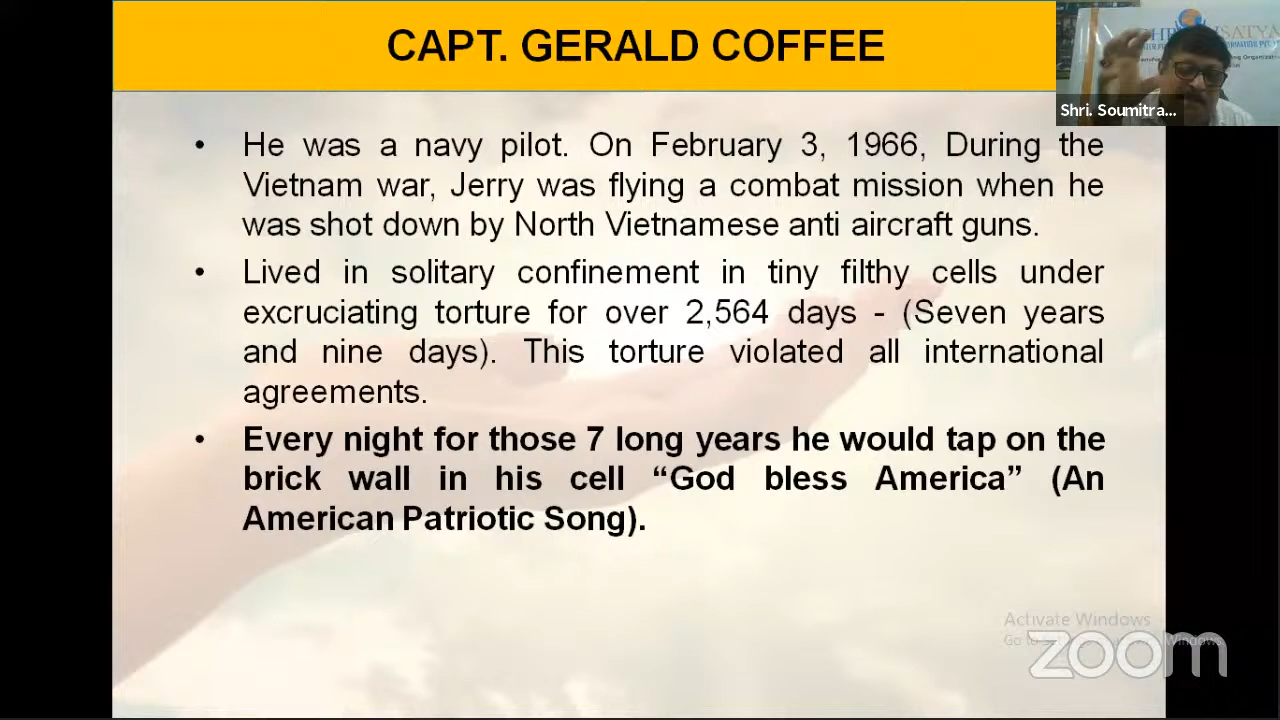 CAPT. GERALD COFFEE
Shri. Soumitra...
• He was a navy pilot. On February 3, 1966, During the
Vietnam war, Jerry was flying a combat mission when he
was shot down by North Vietnamese anti aircraft guns.
• Lived in solitary confinement in tiny filthy cells under
excruciating torture for over 2,564 days - (Seven years
and nine days). This torture violated all international
agreements.
• Every night for those 7 long years he would tap on the
brick wall in his cell “God bless America” (An
American Patriotic Song).
Activate Windows
zoom